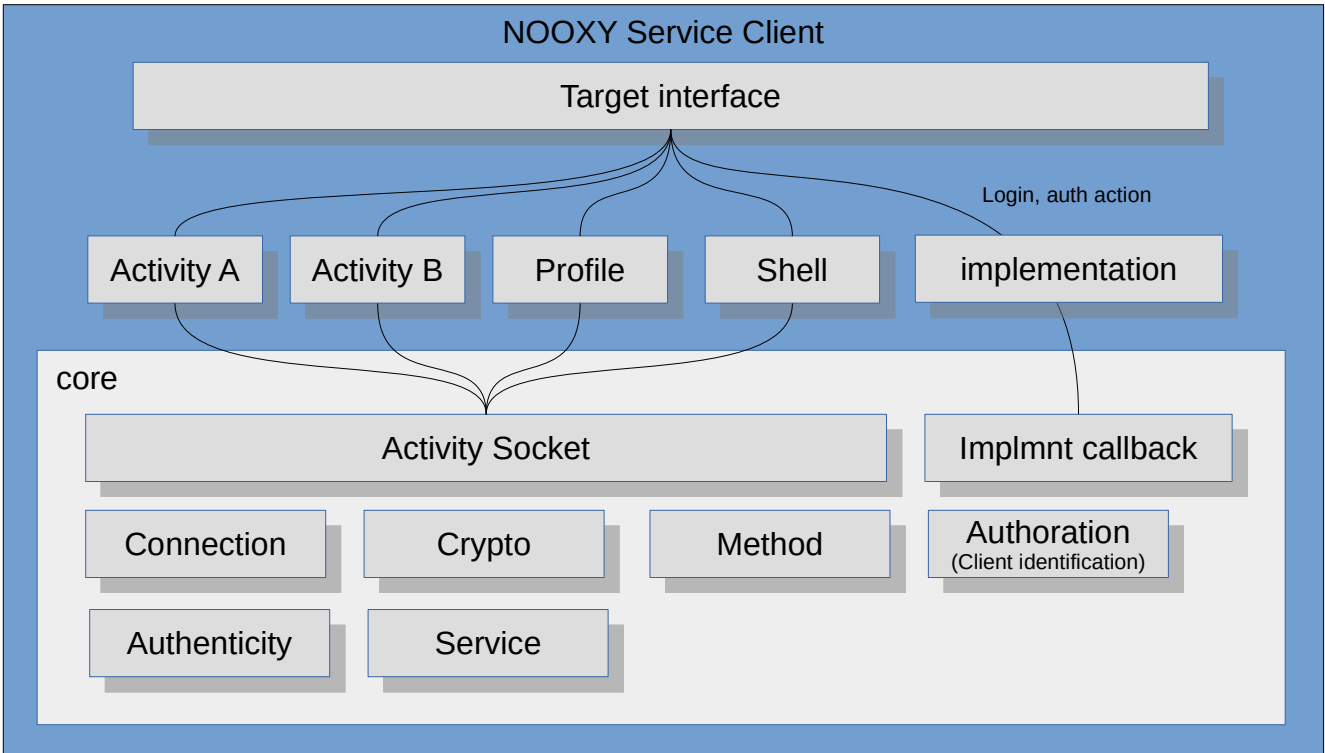 NOOXY Service Client
Target interface
Login, auth action
Activity A
Activity B
Profile
Shell
implementation
core
Activity Socket
Implmnt callback
Connection
Crypto
Method
Authoration
(Client identification)
Authenticity
Service